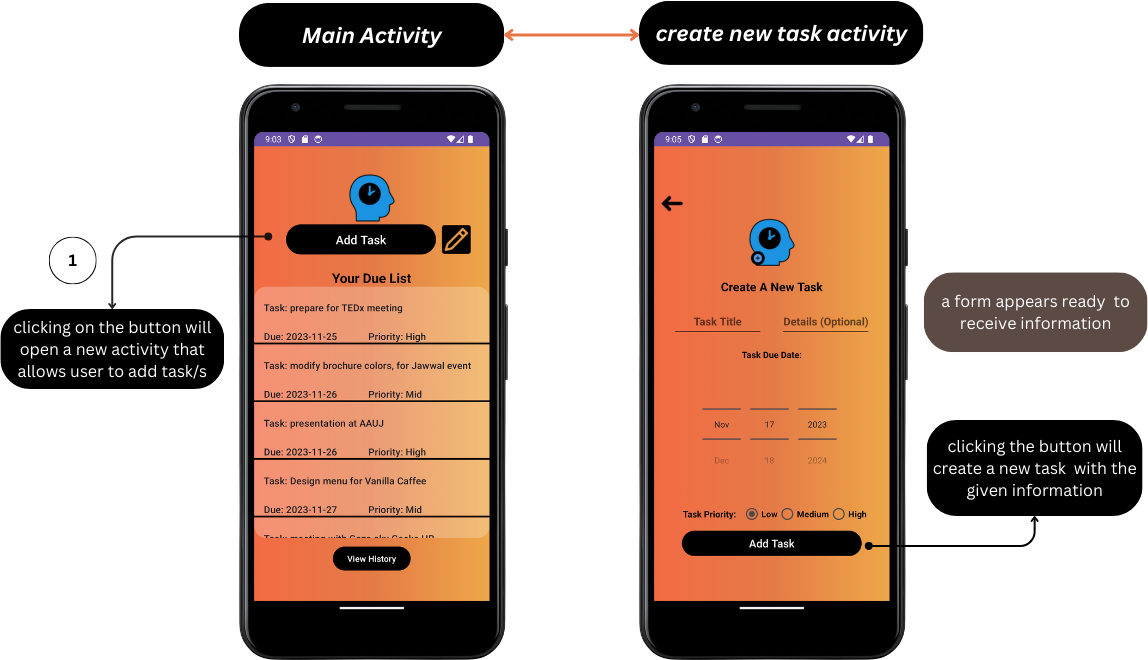 Main Activity
create new task activity
9:03
9:05
1
clicking on the button will
open a new activity that
allows user to add task/s
Add Task
Your Due List
Task: prepare for TEDx meeting
Due: 2023-11-25 Priority: High
Task: modify brochure colors, for Jawwal event
Due: 2023-11-26 Priority: Mid
Task: presentation at AAUJ
Due: 2023-11-26 Priority: High
Task: Design menu for Vanilla Caffee
Due: 2023-11-27 Priority: Mid
Task: meeting with
View History
Create A New Task
Task Title Details (Optional)
Task Due Date:
Nov 17 2023
Dec 18 2024
Task Priority: Low Medium High
Add Task
a form appears ready to
receive information
clicking the button will
create a new task with the
given information